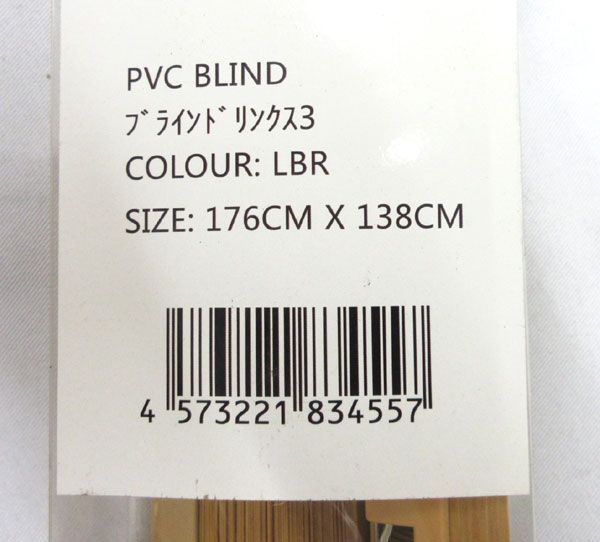 PVC BLIND
ﾌﾞﾗｲﾝﾄﾞﾘﾝｸｽ3
COLOUR: LBR
SIZE: 176CM X 138CM
4 573221 834557